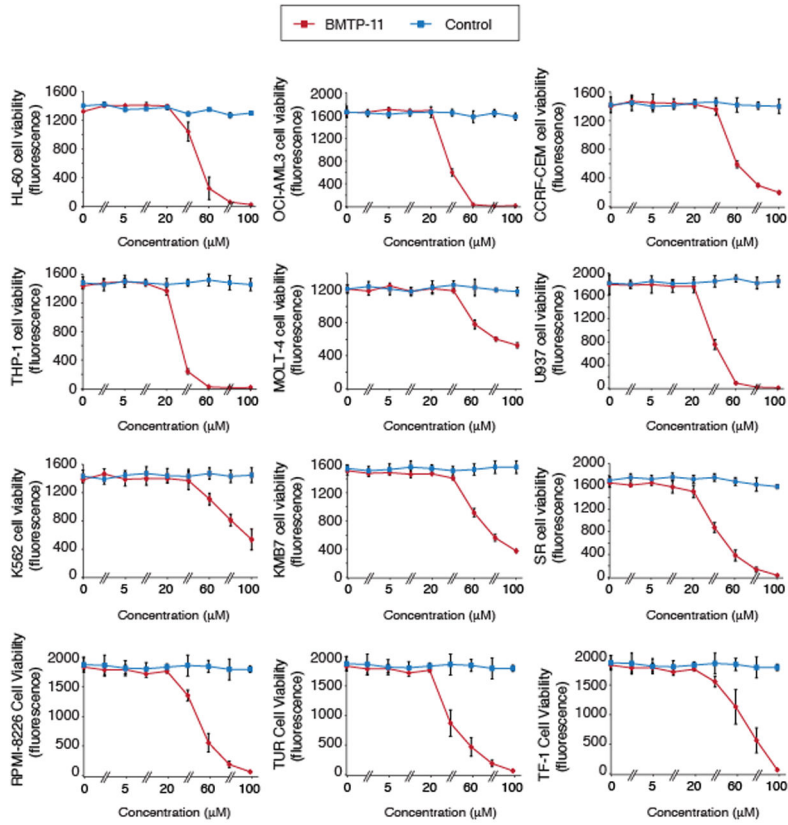 BMTP-11 Control
HL-60 cell viability
(fluorescence)
1600
1200
800
400
0
0 5 20 60 100
Concentration (µM)
OCI-AML3 cell viability
(fluorescence)
2000
1600
1200
800
400
0
0 5 20 60 100
Concentration (µM)
CCRF-CEM cell viability
(fluorescence)
1600
1200
800
400
0
0 5 20 60 100
Concentration (µM)
THP-1 cell viability
(fluorescence)
1600
1200
800
400
0
0 5 20 60 100
Concentration (µM)
MOLT-4 cell viability
(fluorescence)
1200
800
400
0
0 5 20 60 100
Concentration (µM)
U937 cell viability
(fluorescence)
2000
1600
1200
800
400
0
0 5 20 60 100
Concentration (µM)
K562 cell viability
(fluorescence)
1600
1200
800
400
0
0 5 20 60 100
Concentration (µM)
KMB7 cell viability
(fluorescence)
1600
1200
800
400
0
0 5 20 60 100
Concentration (µM)
SR cell viability
(fluorescence)
2000
1600
1200
800
400
0
0 5 20 60 100
Concentration (µM)
RPMI-8226 Cell Viability
(fluorescence)
2000
1500
1000
500
0
0 5 20 60 100
Concentration (µM)
TUR Cell Viability
(fluorescence)
2000
1500
1000
500
0
0 5 20 60 100
Concentration (µM)
TF-1 Cell Viability
(fluorescence)
2000
1500
1000
500
0
0 5 20 60 100
Concentration (µM)